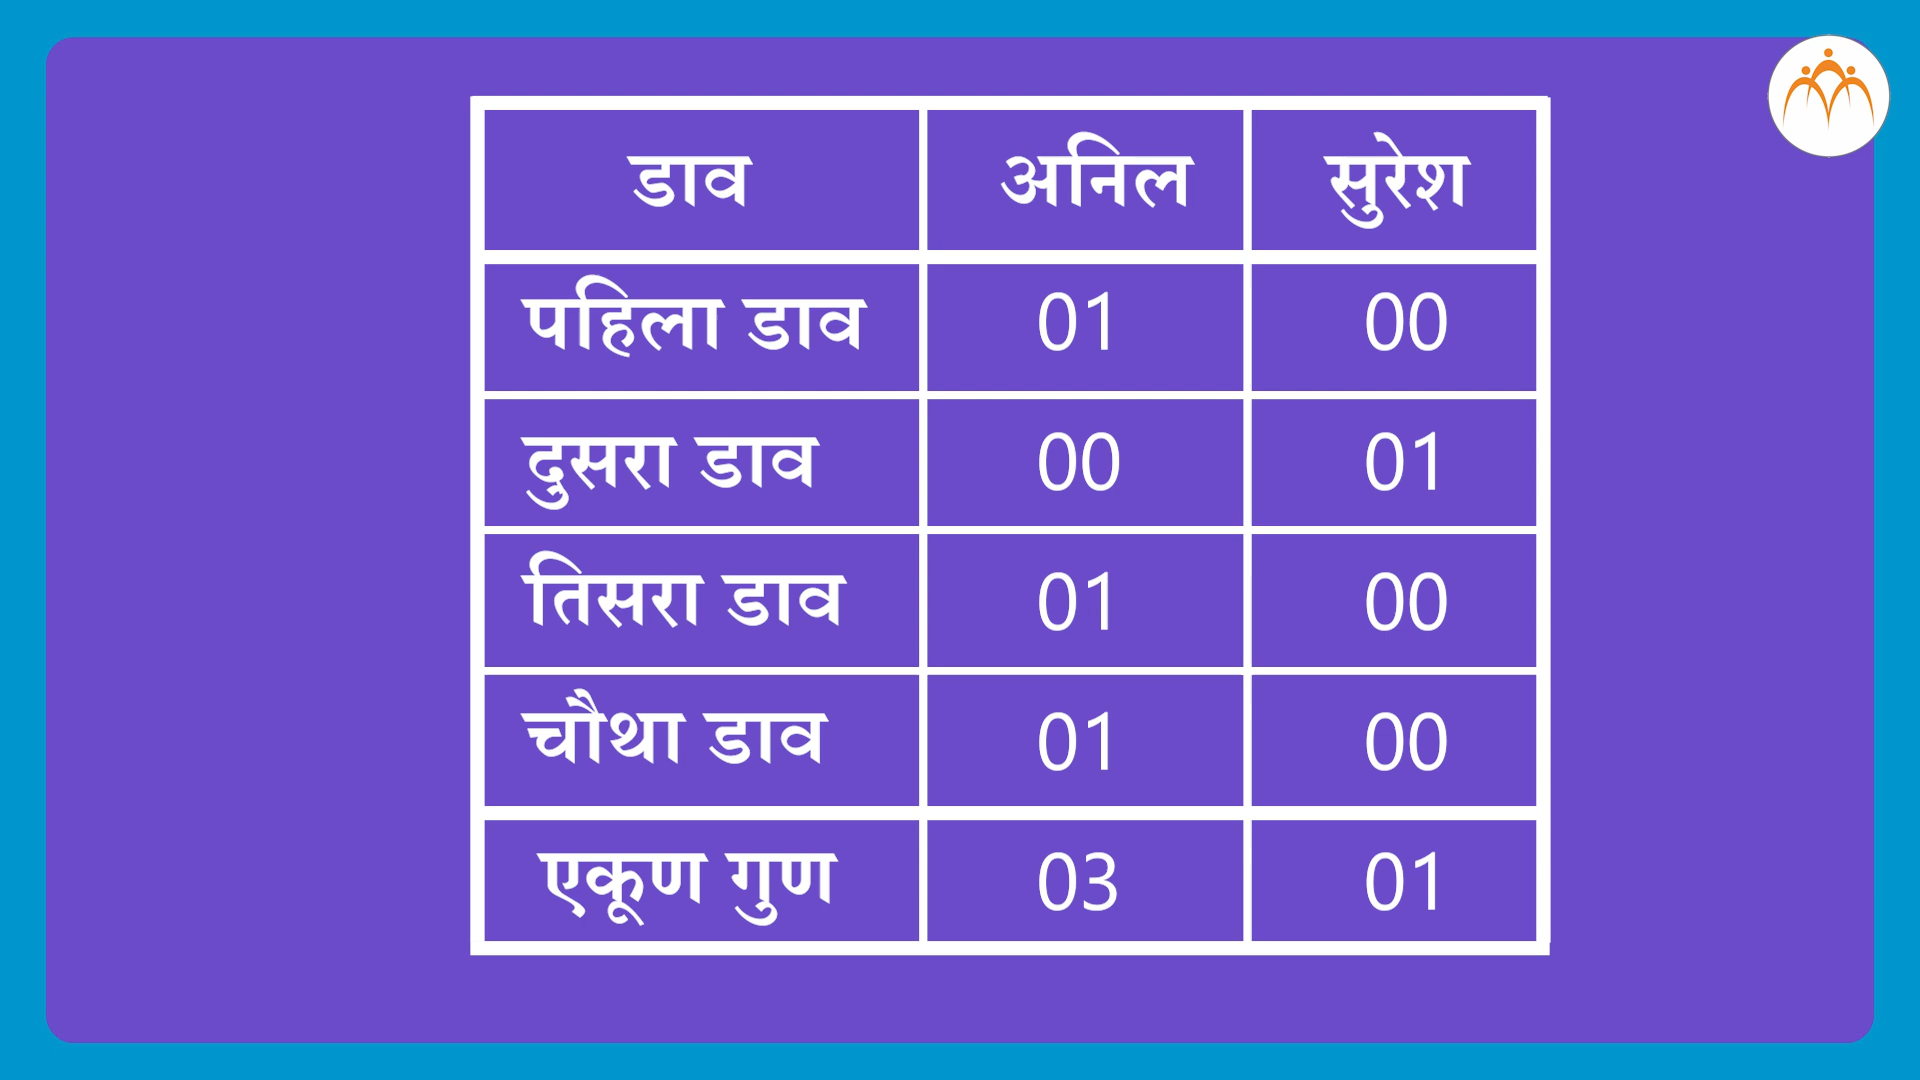 डाव अनिल सुरेश
पहिला डाव 01 00
दुसरा डाव 00 01
तिसरा डाव 01 00
चौथा डाव 01 00
एकूण गुण 03 01